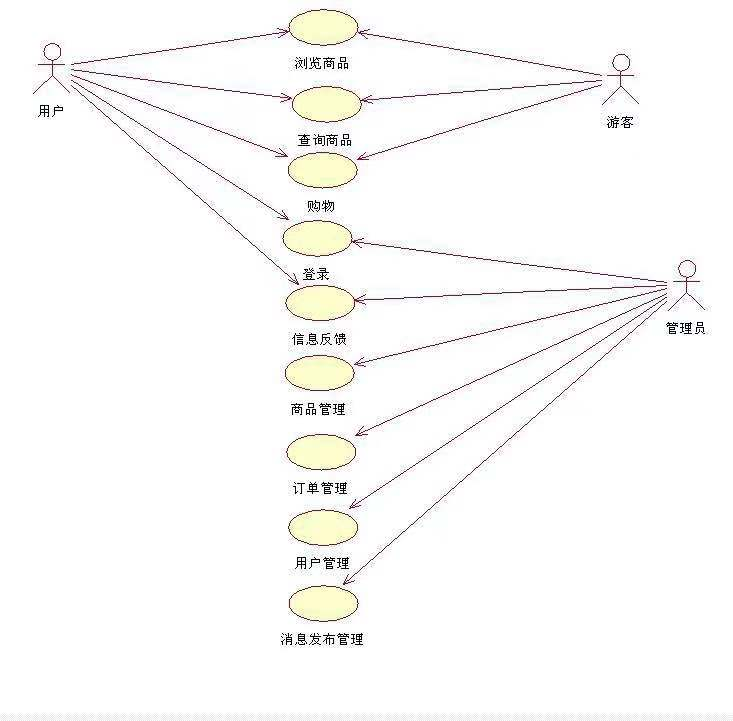 浏览商品
用户
游客
查询商品
购物
登录
管理员
信息反馈
商品管理
订单管理
用户管理
消息发布管理